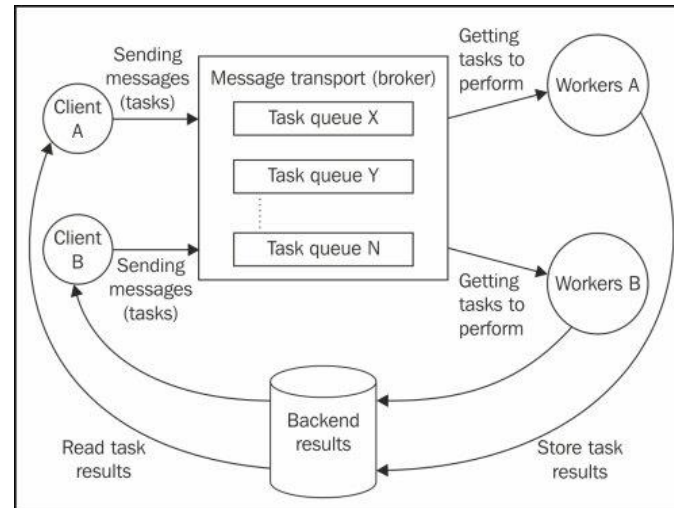 Sending
messages
(tasks)
Client
A
Message transport (broker)
Task queue X
Task queue Y
Task queue N
Getting
tasks to
perform
Workers A
Client
B
Sending
messages
(tasks)
Getting
tasks to
perform
Workers B
Backend
results
Read task
results
Store task
results